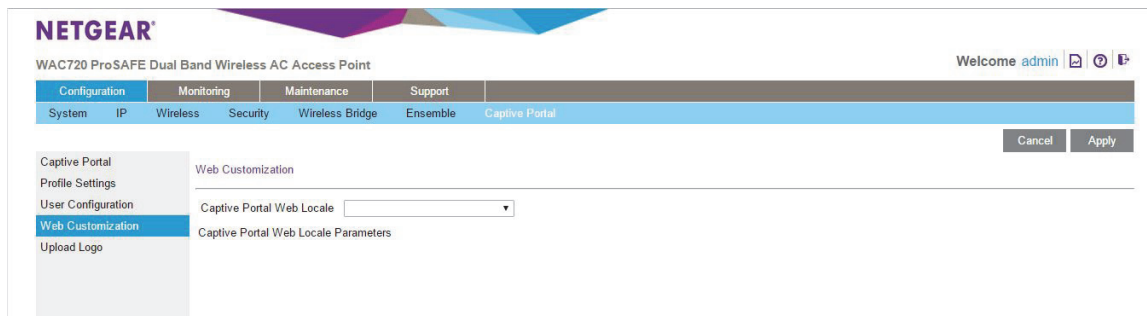 NETGEAR®
WAC720 ProSAFE Dual Band Wireless AC Access Point
Welcome admin
Configuration Monitoring Maintenance Support
System IP Wireless Security Wireless Bridge Ensemble Captive Portal
Cancel Apply
Captive Portal
Profile Settings
User Configuration
Web Customization
Upload Logo
Web Customization
Captive Portal Web Locale
Captive Portal Web Locale Parameters